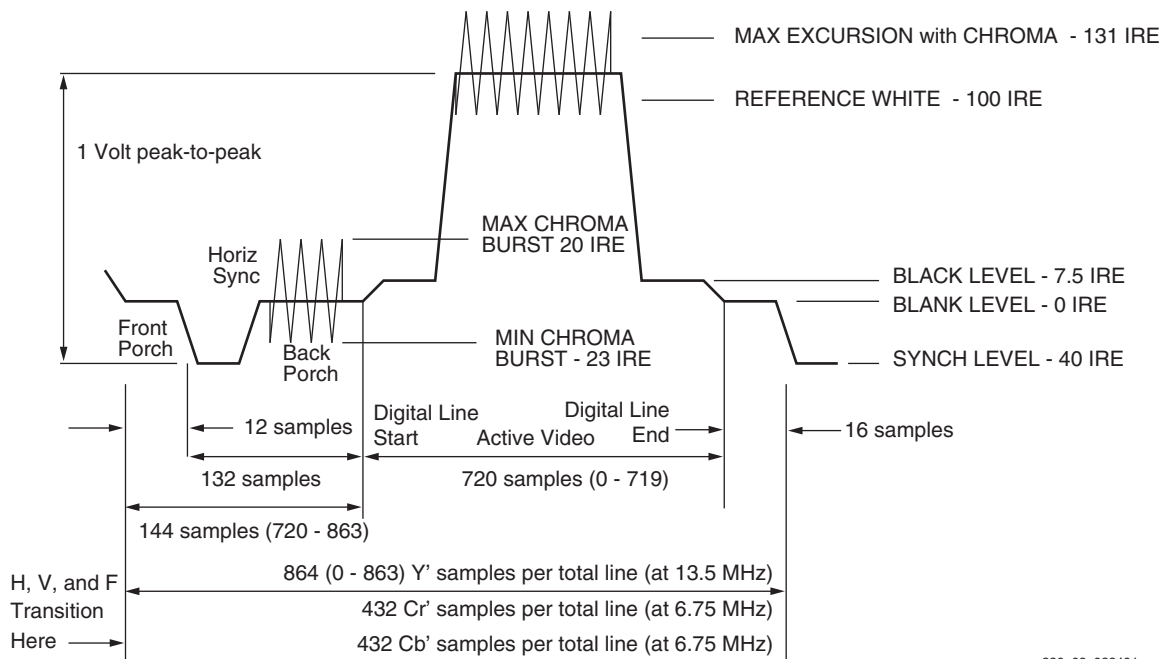 MAX EXCURSION with CHROMA - 131 IRE
REFERENCE WHITE - 100 IRE
1 Volt peak-to-peak
MAX CHROMA
BURST 20 IRE
Horiz
Sync
BLACK LEVEL - 7.5 IRE
BLANK LEVEL - 0 IRE
Front
Porch
Back
Porch
MIN CHROMA
BURST - 23 IRE
SYNCH LEVEL - 40 IRE
12 samples
Digital Line
Start
Active Video
Digital Line
End
16 samples
132 samples
720 samples (0 - 719)
144 samples (720 - 863)
H, V, and F
Transition
Here
864 (0 - 863) Y' samples per total line (at 13.5 MHz)
432 Cr' samples per total line (at 6.75 MHz)
432 Cb' samples per total line (at 6.75 MHz)